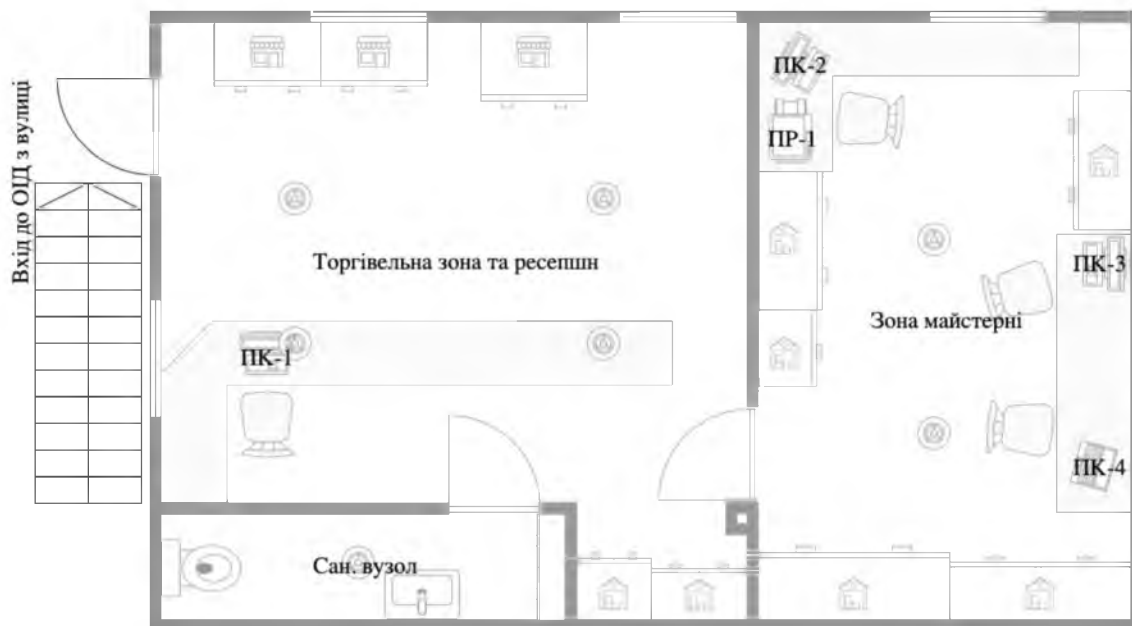 ПК-2
ПР-1
Вхід до ОІД з вулиці
Торгівельна зона та ресепшн
ПК-3
Зона майстерні
ПК-1
ПК-4
Сан. вузол